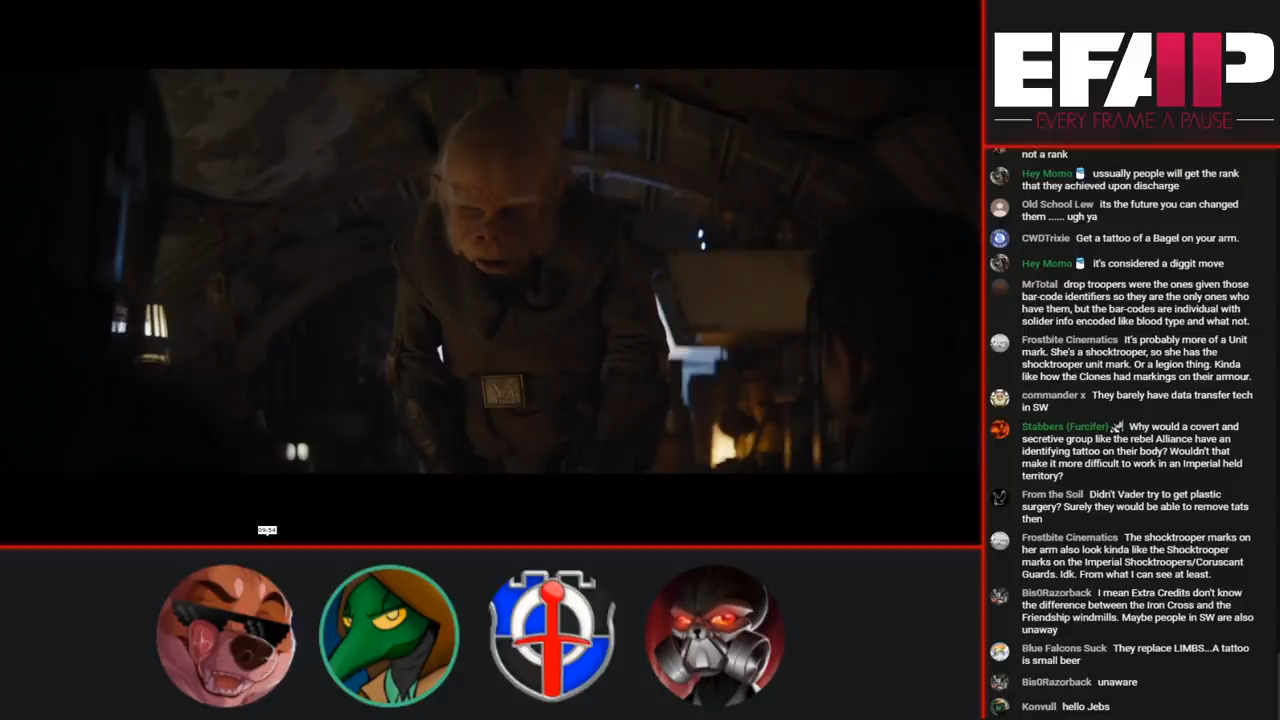 EFAP
EVERY FRAME A PAUSE
not a rank
Hey Momo ussually people will get the rank
that they achieved upon discharge
Old School Lew its the future you can changed
them ...... ugh ya
CWDTrixie Get a tattoo of a Bagel on your arm.
Hey Momo it's considered a diggit move
MrTotal drop troopers were the ones given those
bar-code identifiers so they are the only ones who
have them, but the bar-codes are individual with
solider info encoded like blood type and what not.
Frostbite Cinematics It's probably more of a Unit
mark. She's a shocktrooper, so she has the
shocktrooper unit mark. Or a legion thing. Kinda
like how the Clones had markings on their armour.
commander x They barely have data transfer tech
in SW
Stabbers (Furcifer) Why would a covert and
secretive group like the rebel Alliance have an
identifying tattoo on their body? Wouldn't that
make it more difficult to work in an Imperial held
territory?
From the Soil Didn't Vader try to get plastic
surgery? Surely they would be able to remove tats
then
Frostbite Cinematics The shocktrooper marks on
her arm also look kinda like the Shocktrooper
marks on the Imperial Shocktroopers/Coruscant
Guards. Idk. From what I can see at least.
Bis0Razorback I mean Extra Credits don't know
the difference between the Iron Cross and the
Friendship windmills. Maybe people in SW are also
unaway
Blue Falcons Suck They replace LIMBS...A tattoo
is small beer
Bis0Razorback unaware
Konvull hello Jebs
09:54